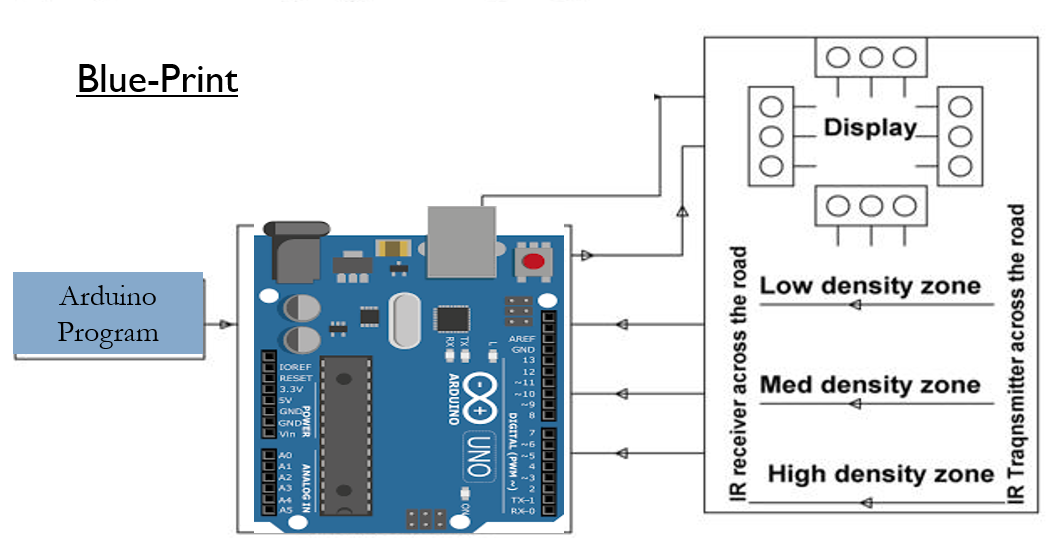 Blue-Print
Arduino
Program
IOREF
RESET
3.3V
5V
GND
GND
Vin
POWER
A0
A1
A2
A3
A4
A5
ANALOG IN
RX
TX
L
ARDUINO
UNO
AREF
GND
13
12
~11
~10
~9
8
7
~6
~5
4
~3
2
TX-1
RX-0
DIGITAL (PWM ~)
ON
Display
IR receiver across the road
Low density zone
Med density zone
High density zone
IR Traqnsmitter across the road